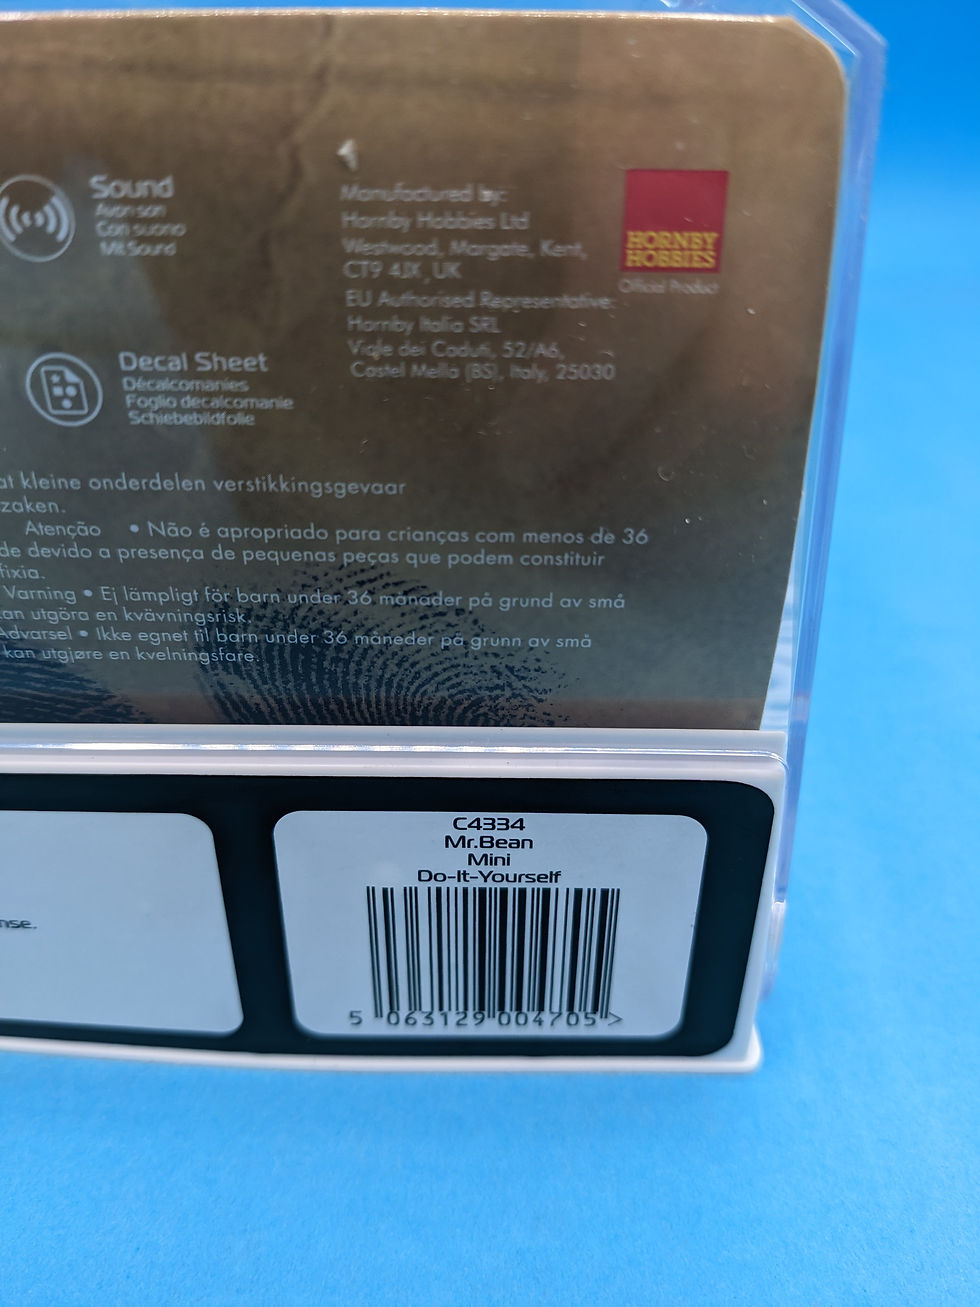 Sound
Avon son
Con suono
Mit Sound
Manufactured by:
Hornby Hobbies Ltd
Westwood, Margate, Kent,
CT9 4JX, UK
EU Authorised Representative:
Hornby Italia SRL
Viale dei Caduti, 52/A6,
Castel Mella (BS), Italy, 25030
HORNBY
HOBBIES
Official Product
Decal Sheet
Décalcomanies
Foglio decalcomanie
Schiebebildfolie
at kleine onderdelen verstikkingsgevaar
zaken.
Atenção • Não é apropriado para crianças com menos de 36
de devido a presença de pequenas peças que podem constituir
fixia.
Varning • Ej lämpligt för barn under 36 månader på grund av små
an utgöra en kvävningsrisk.
Advarsel • Ikke egnet til barn under 36 måneder på grunn av små
kan utgjøre en kvelningsfare.
nse.
C4334
Mr.Bean
Mini
Do-It-Yourself
5 063129 004705 >